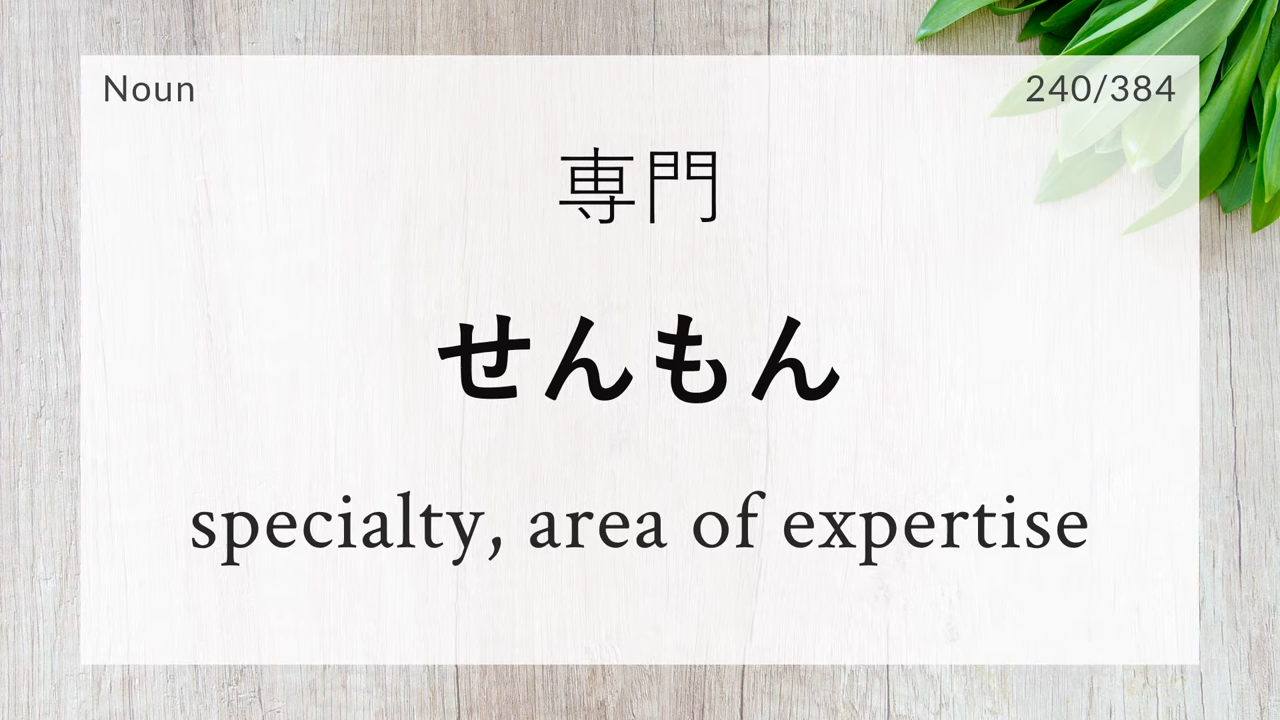 Noun
240/384
専門
せんもん
specialty, area of expertise